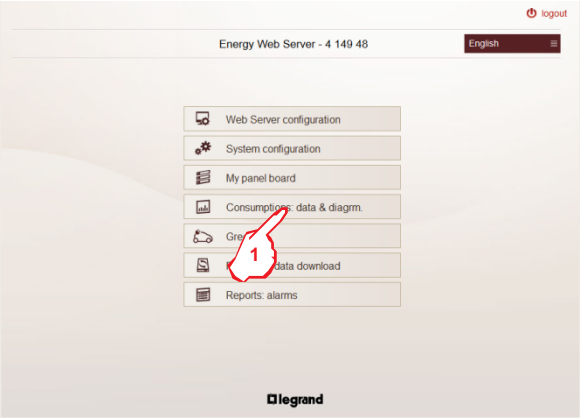 logout
Energy Web Server - 4 149 48
English
Web Server configuration
System configuration
My panel board
Consumptions: data & diagrm.
Gre
1
data download
Reports: alarms
legrand